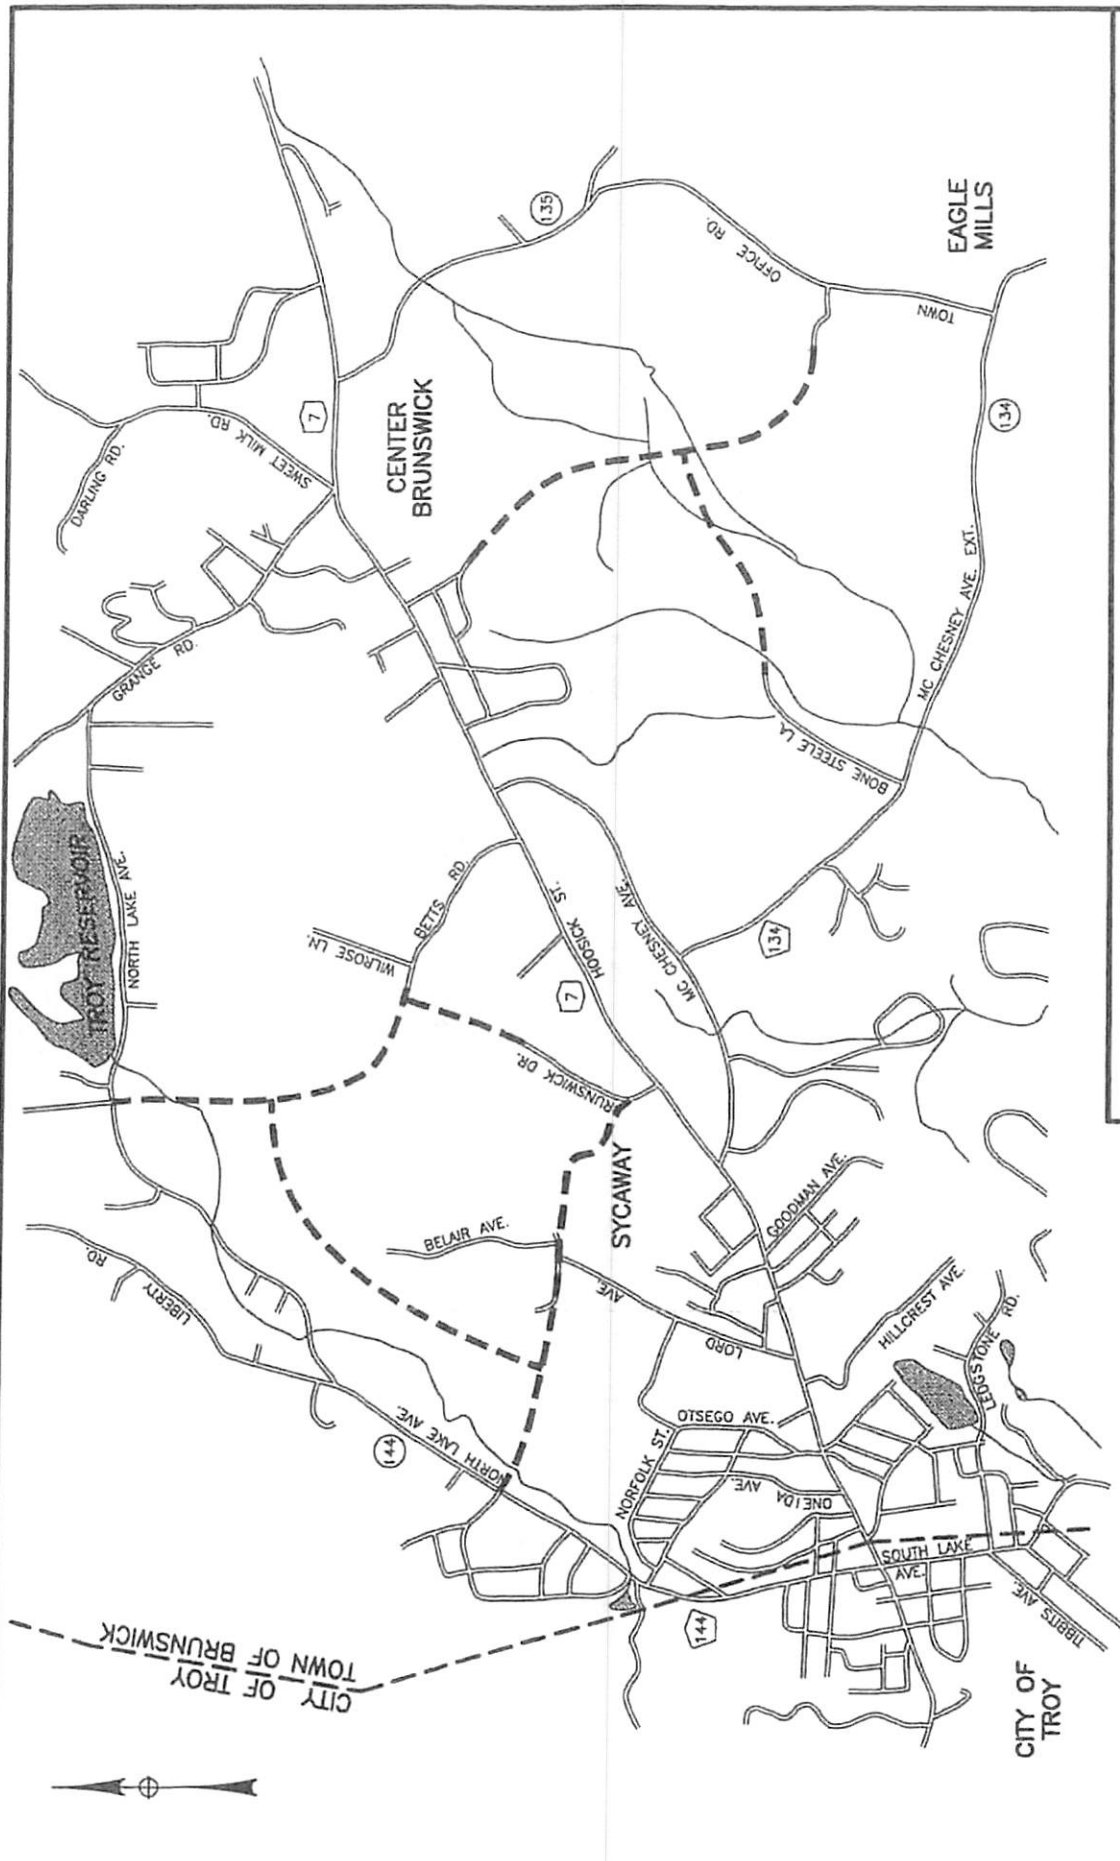 CITY OF TROY
TOWN OF BRUNSWICK
TROY RESERVOIR
NORTH LAKE AVE.
GRANGE RD.
DARLING RD.
SWEET MILK RD.
7
CENTER
BRUNSWICK
135
TOWN
OFFICE
RD.
EAGLE
MILLS
LIBERTY
RD
144
NORTH LAKE AVE.
WILROSE LN.
BETTS
RD.
BRUNSWICK DR.
HOOSICK
ST.
7
MC CHESNEY AVE.
BONE STEELE LA.
MC CHESNEY AVE. EXT.
134
134
BELAIR AVE.
SYCAWAY
LORD
AVE.
GOODMAN AVE.
NORFOLK ST.
OTSEGO AVE.
ONEIDA
AVE.
HILLCREST AVE.
LEDGSTONE RD.
144
SOUTH LAKE
AVE.
TIBBITS AVE.
CITY OF
TROY